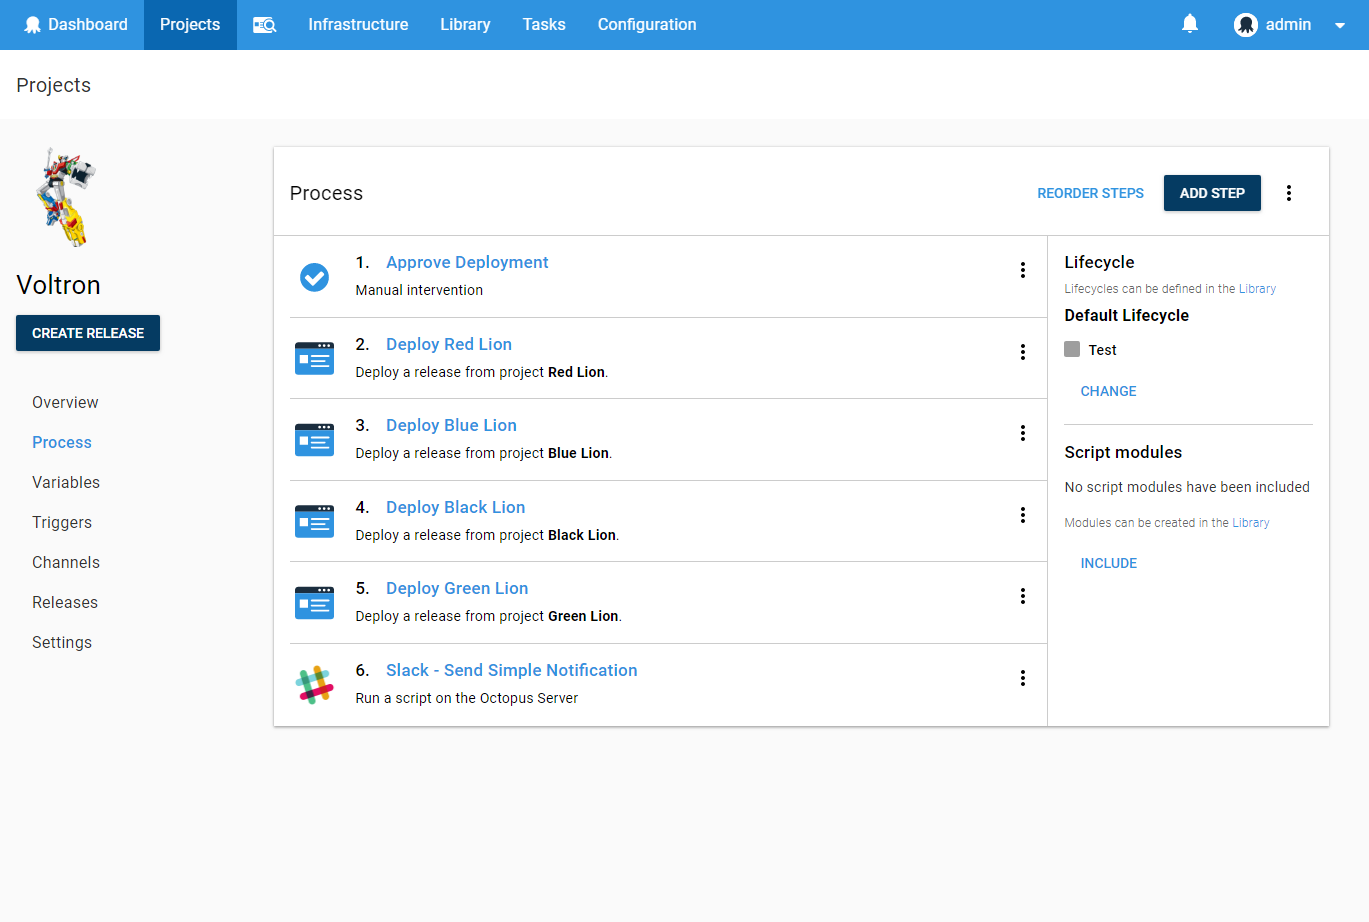 Dashboard Projects Infrastructure Library Tasks Configuration admin
Projects
Voltron
CREATE RELEASE
Overview
Process
Variables
Triggers
Channels
Releases
Settings
Process REORDER STEPS ADD STEP
1. Approve Deployment
Manual intervention
2. Deploy Red Lion
Deploy a release from project Red Lion.
3. Deploy Blue Lion
Deploy a release from project Blue Lion.
4. Deploy Black Lion
Deploy a release from project Black Lion.
5. Deploy Green Lion
Deploy a release from project Green Lion.
6. Slack - Send Simple Notification
Run a script on the Octopus Server
Lifecycle
Lifecycles can be defined in the Library
Default Lifecycle
Test
CHANGE
Script modules
No script modules have been included
Modules can be created in the Library
INCLUDE